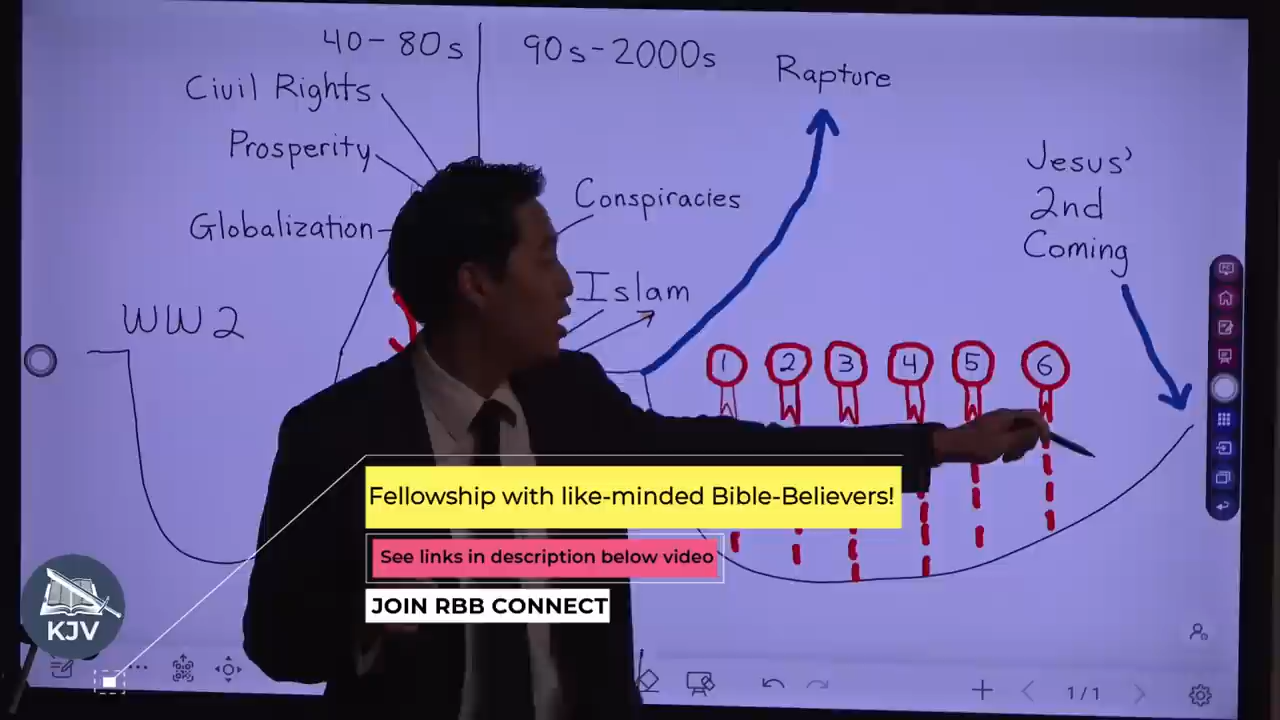 40-80s
90s-2000s
Rapture
Civil Rights
Prosperity
Globalization
Conspiracies
Islam
Jesus'
2nd
Coming
WW2
1 2 3 4 5 6
Fellowship with like-minded Bible-Believers!
See links in description below video
JOIN RBB CONNECT
KJV
1/1